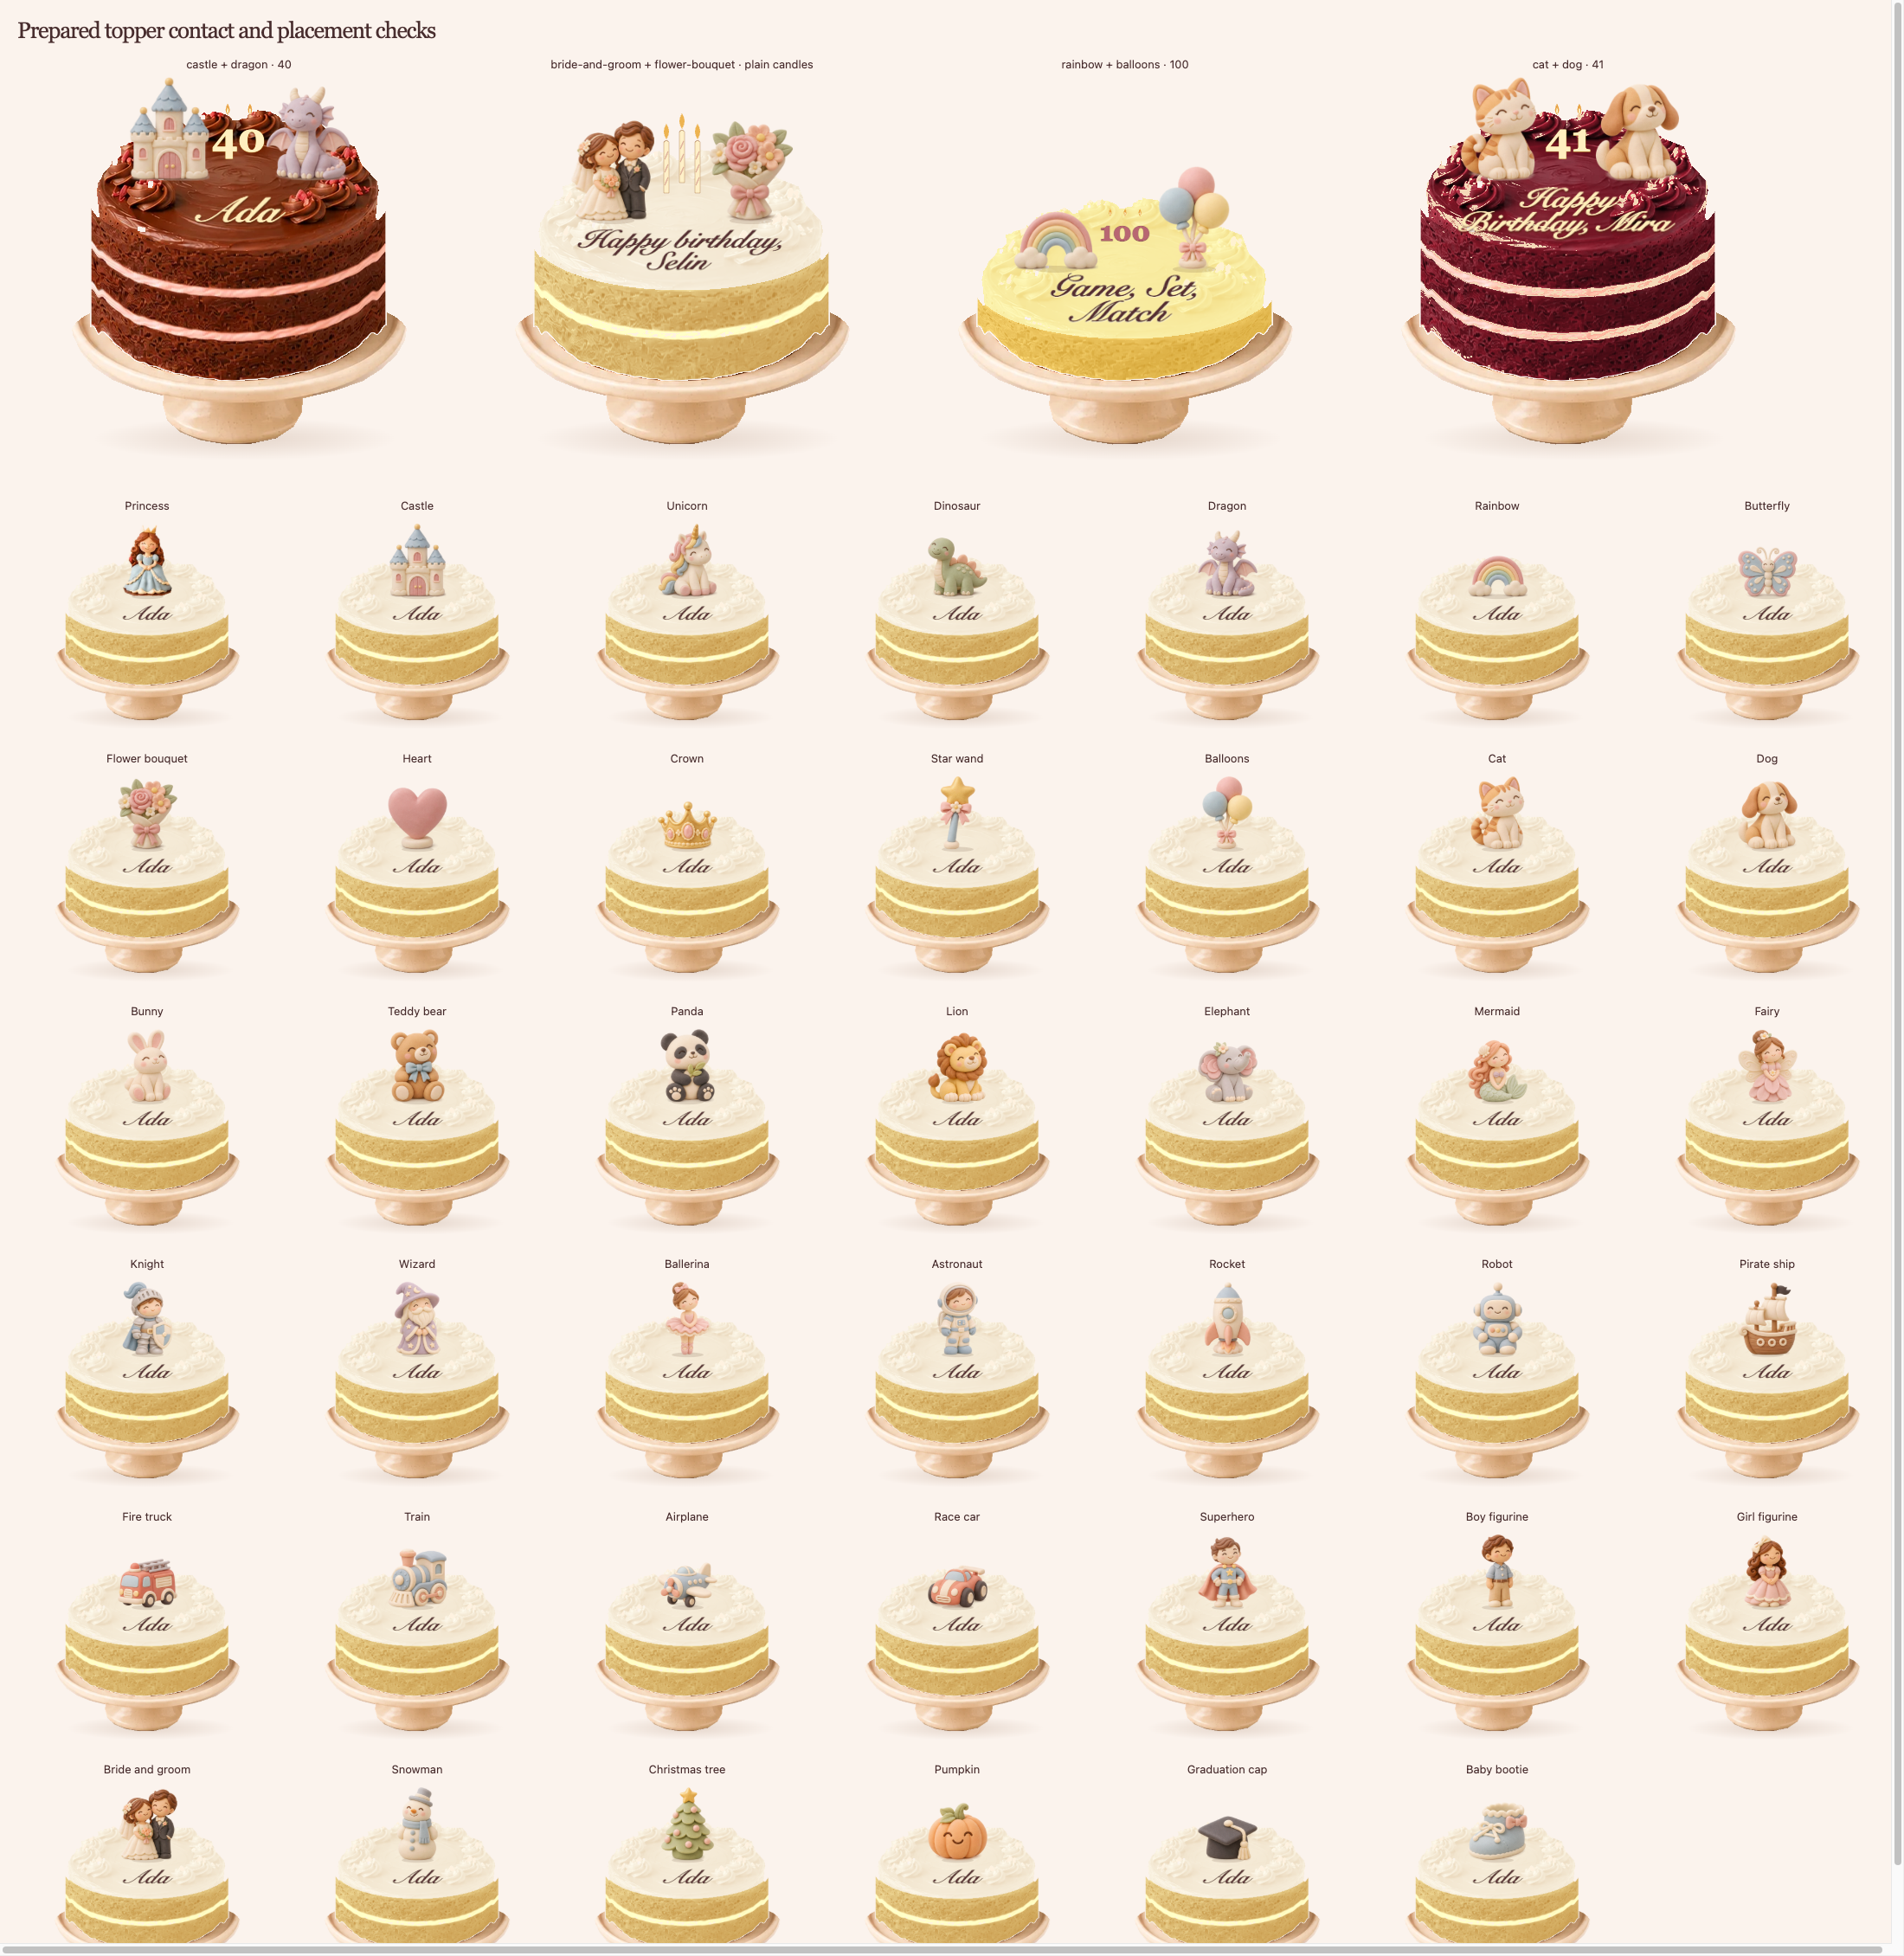 Prepared topper contact and placement checks
castle + dragon · 40
bride-and-groom + flower-bouquet · plain candles
rainbow + balloons · 100
cat + dog · 41
40
Ada
Happy birthday,
Selin
100
Game, Set,
Match
41
Happy
Birthday, Mira
Princess
Castle
Unicorn
Dinosaur
Dragon
Rainbow
Butterfly
Ada
Ada
Ada
Ada
Ada
Ada
Ada
Flower bouquet
Heart
Crown
Star wand
Balloons
Cat
Dog
Ada
Ada
Ada
Ada
Ada
Ada
Ada
Bunny
Teddy bear
Panda
Lion
Elephant
Mermaid
Fairy
Ada
Ada
Ada
Ada
Ada
Ada
Ada
Knight
Wizard
Ballerina
Astronaut
Rocket
Robot
Pirate ship
Ada
Ada
Ada
Ada
Ada
Ada
Ada
Fire truck
Train
Airplane
Race car
Superhero
Boy figurine
Girl figurine
Ada
Ada
Ada
Ada
Ada
Ada
Ada
Bride and groom
Snowman
Christmas tree
Pumpkin
Graduation cap
Baby bootie
Ada
Ada
Ada
Ada
Ada
Ada